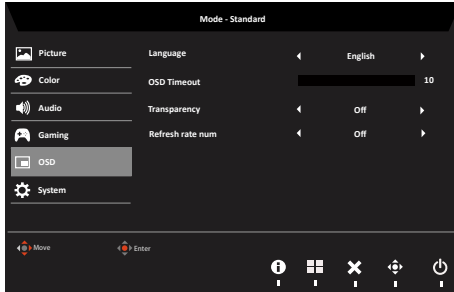 Mode - Standard
Picture
Language
English
Color
OSD Timeout
10
Audio
Transparency
Off
Gaming
Refresh rate num
Off
OSD
System
Move
Enter